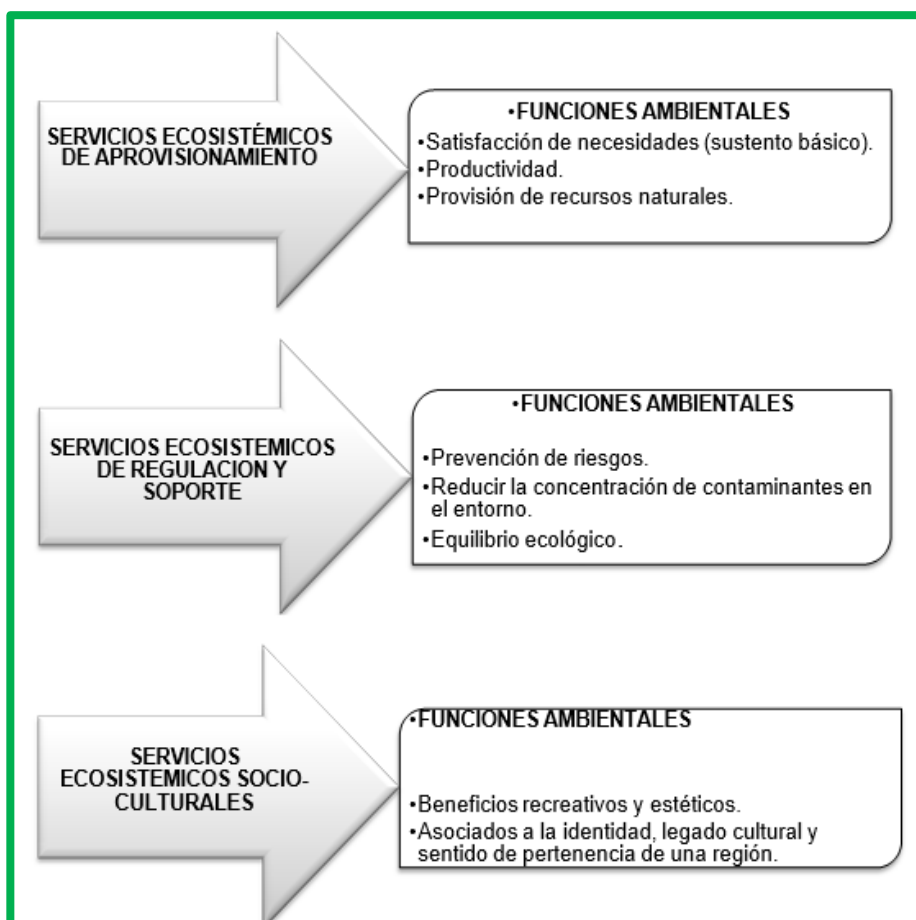 SERVICIOS ECOSISTÉMICOS
DE APROVISIONAMIENTO
•FUNCIONES AMBIENTALES
•Satisfacción de necesidades (sustento básico).
•Productividad.
•Provisión de recursos naturales.
SERVICIOS ECOSISTEMICOS
DE REGULACION Y
SOPORTE
•FUNCIONES AMBIENTALES
•Prevención de riesgos.
•Reducir la concentración de contaminantes en
el entorno.
•Equilibrio ecológico.
SERVICIOS
ECOSISTEMICOS SOCIO-
CULTURALES
•FUNCIONES AMBIENTALES
•Beneficios recreativos y estéticos.
•Asociados a la identidad, legado cultural y
sentido de pertenencia de una región.